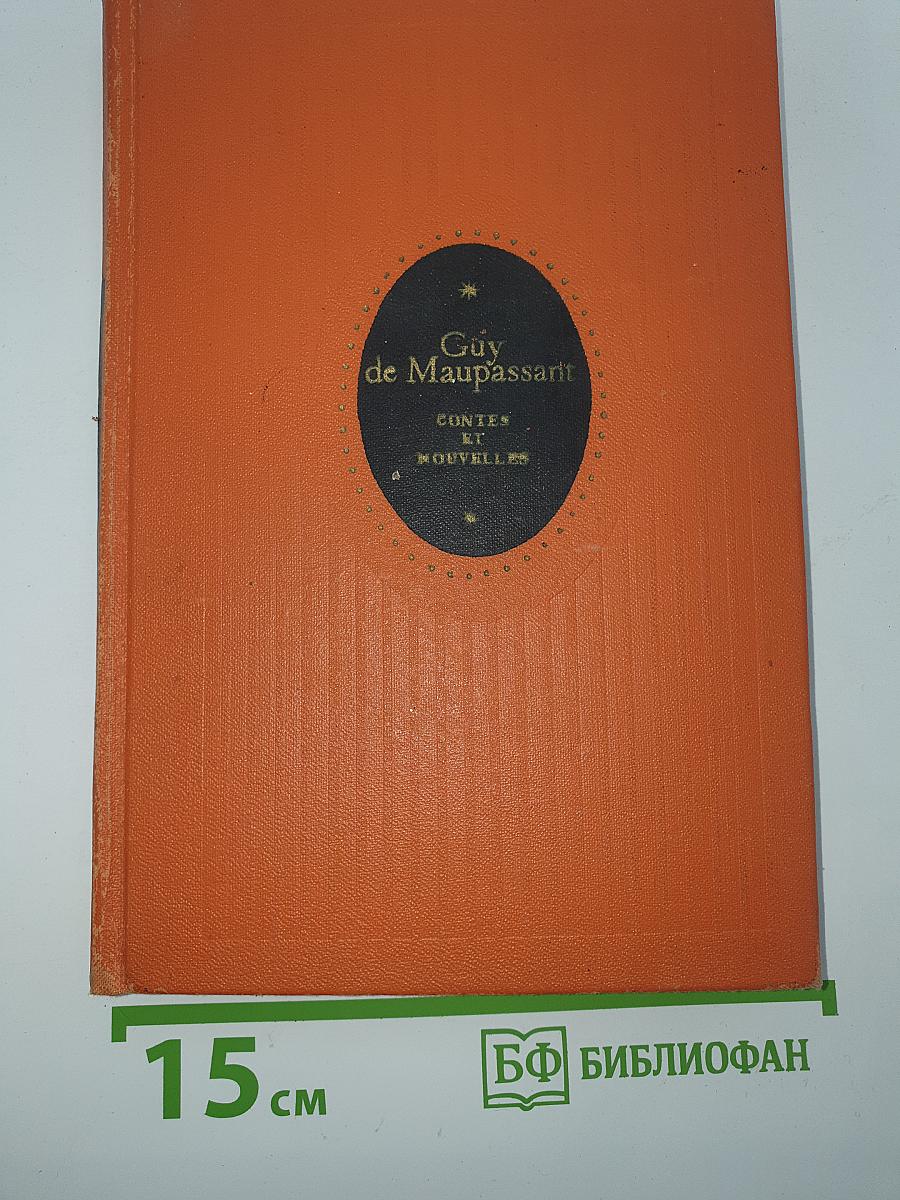 Guy
de Maupassant
CONTES
ET
NOUVELLES
15 см
БФ БИБЛИОФАН